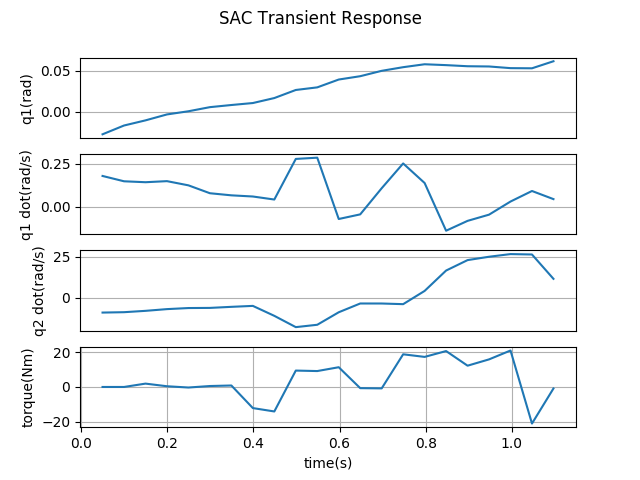 SAC Transient Response
0.05
0.00
q1(rad)
0.25
0.00
q1 dot(rad/s)
25
0
q2 dot(rad/s)
20
0
−20
torque(Nm)
0.0 0.2 0.4 0.6 0.8 1.0
time(s)